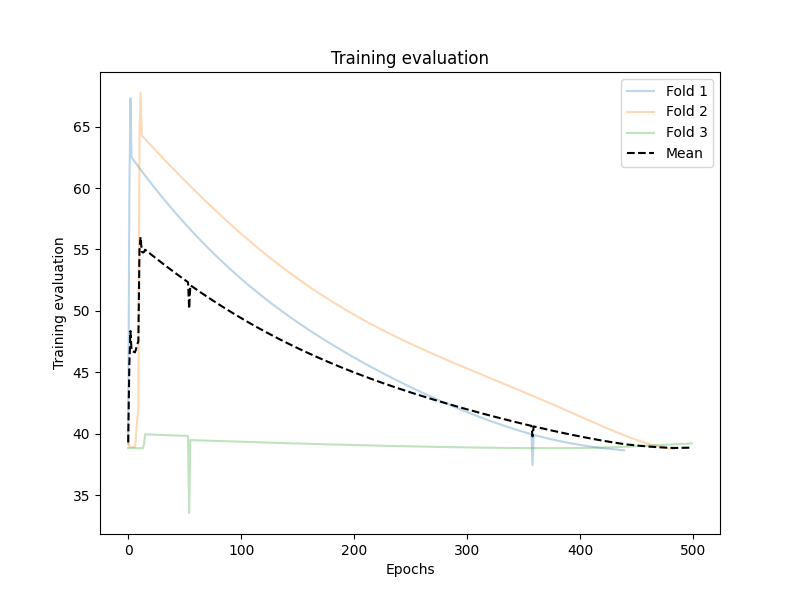 Training evaluation
Fold 1
Fold 2
Fold 3
Mean
Training evaluation
65
60
55
50
45
40
35
0 100 200 300 400 500
Epochs